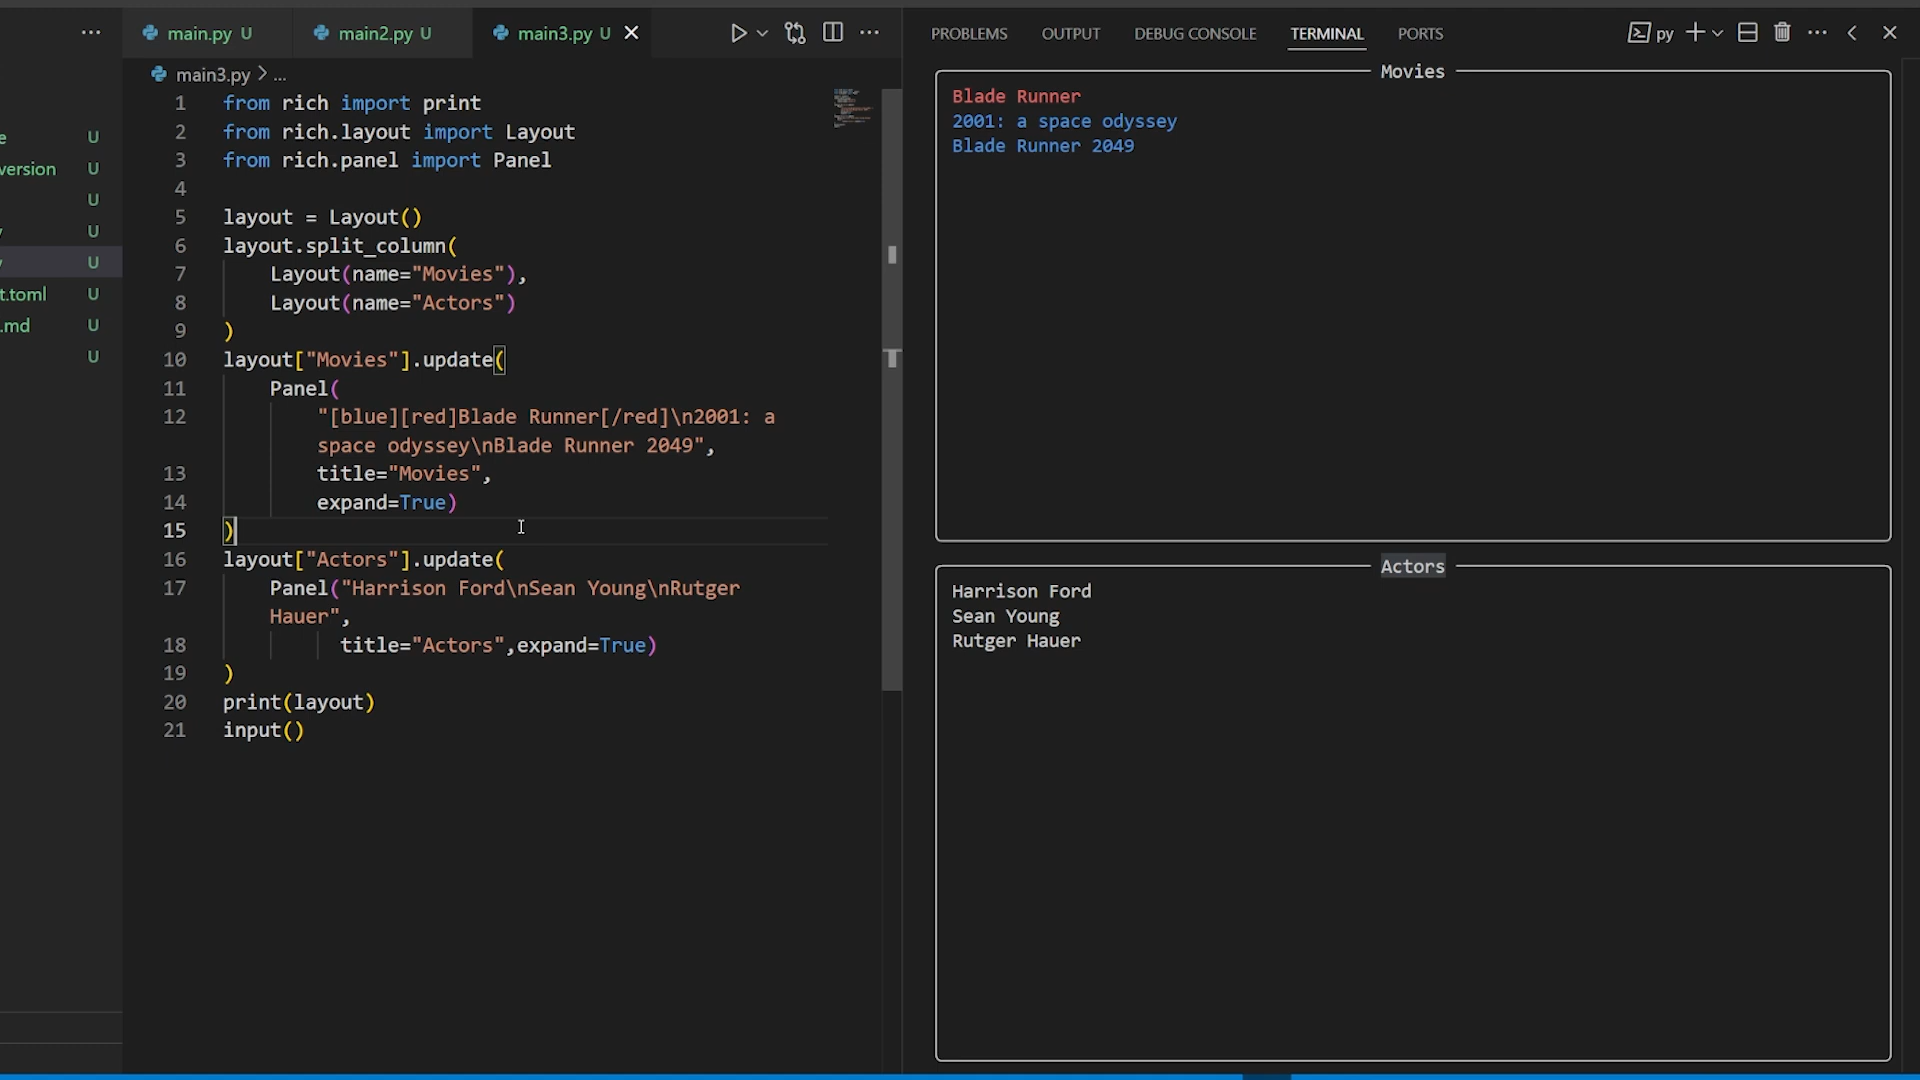 main.py U
main2.py U
main3.py U
PROBLEMS OUTPUT DEBUG CONSOLE TERMINAL PORTS
py
main3.py > ...
e U
version U
U
y U
y U
t.toml U
.md U
U
1 from rich import print
2 from rich.layout import Layout
3 from rich.panel import Panel
4
5 layout = Layout()
6 layout.split_column(
7 Layout(name="Movies"),
8 Layout(name="Actors")
9 )
10 layout["Movies"].update(
11 Panel(
12 "[blue][red]Blade Runner[/red]\n2001: a
space odyssey\nBlade Runner 2049",
13 title="Movies",
14 expand=True)
15 )
16 layout["Actors"].update(
17 Panel("Harrison Ford\nSean Young\nRutger
Hauer",
18 title="Actors",expand=True)
19 )
20 print(layout)
21 input()
Movies
Blade Runner
2001: a space odyssey
Blade Runner 2049
Actors
Harrison Ford
Sean Young
Rutger Hauer